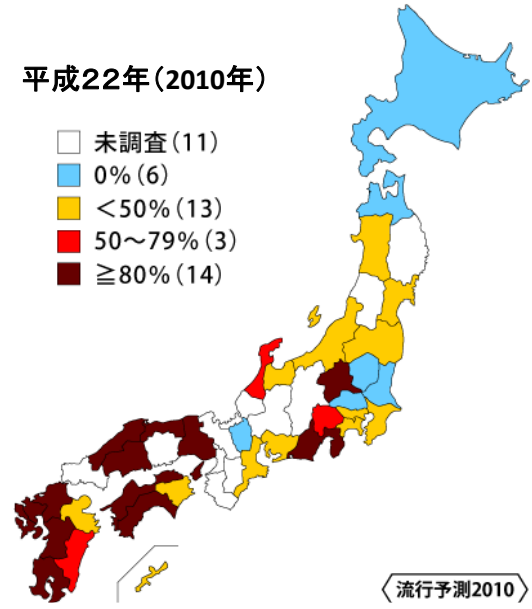 平成22年（2010年）
未調査（11）
0%（6）
＜50%（13）
50～79%（3）
≧80%（14）
流行予測2010